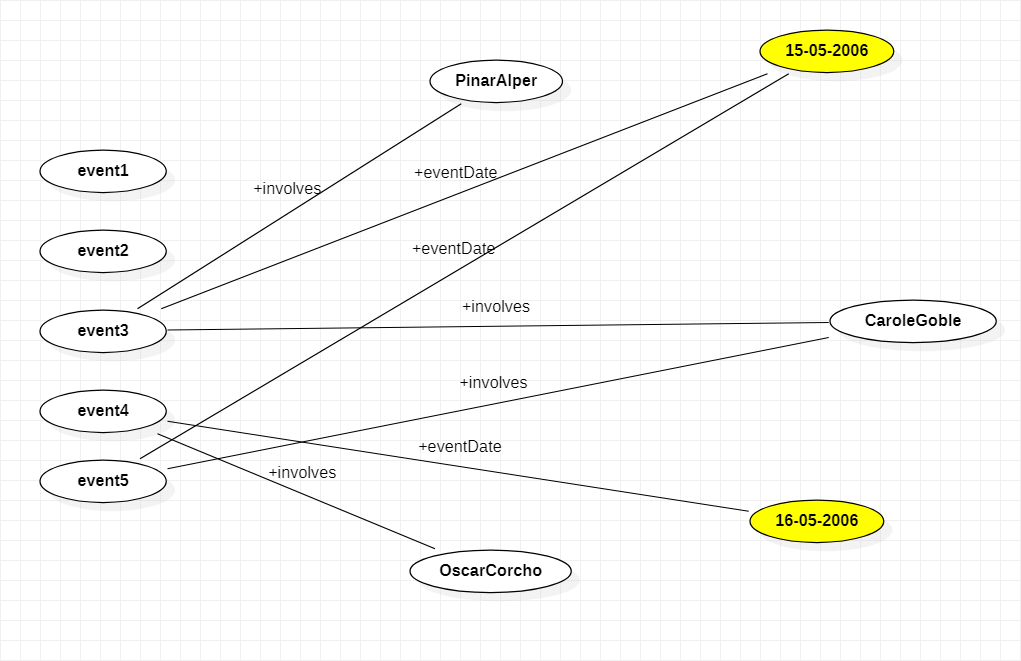 15-05-2006
PinarAlper
event1
+eventDate
+involves
event2
+eventDate
+involves
event3
CaroleGoble
+involves
event4
+eventDate
+involves
event5
16-05-2006
OscarCorcho